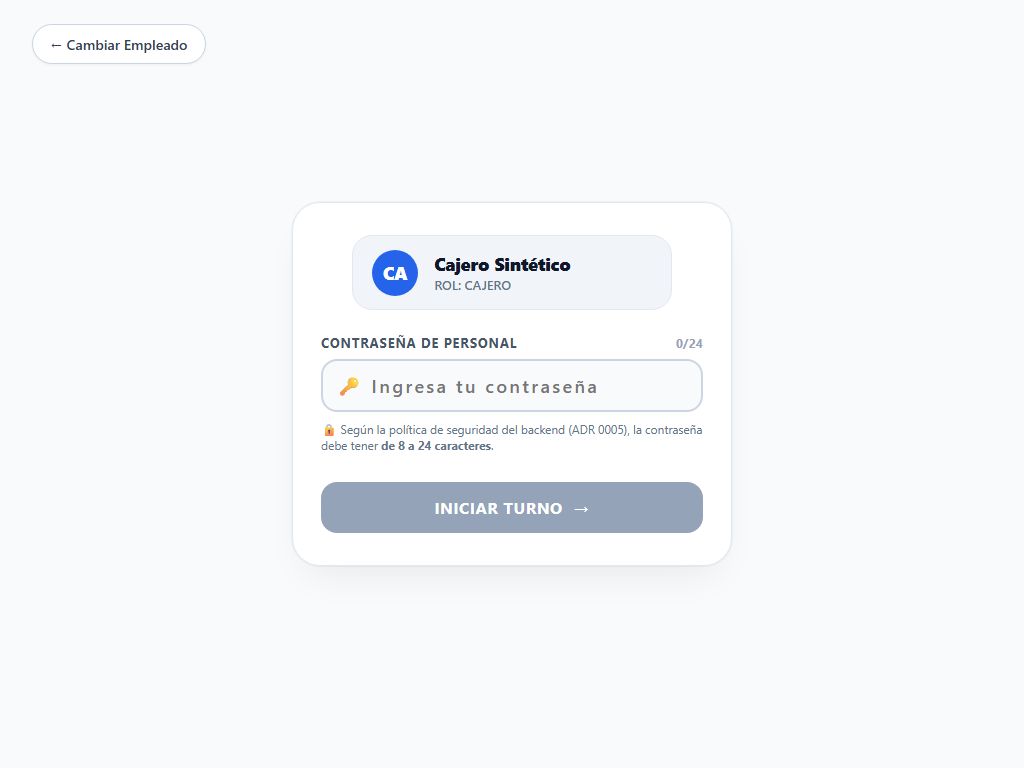 ← Cambiar Empleado
CA
Cajero Sintético
ROL: CAJERO
CONTRASEÑA DE PERSONAL 0/24
🔑 Ingresa tu contraseña
🔒 Según la política de seguridad del backend (ADR 0005), la contraseña
debe tener de 8 a 24 caracteres.
INICIAR TURNO →